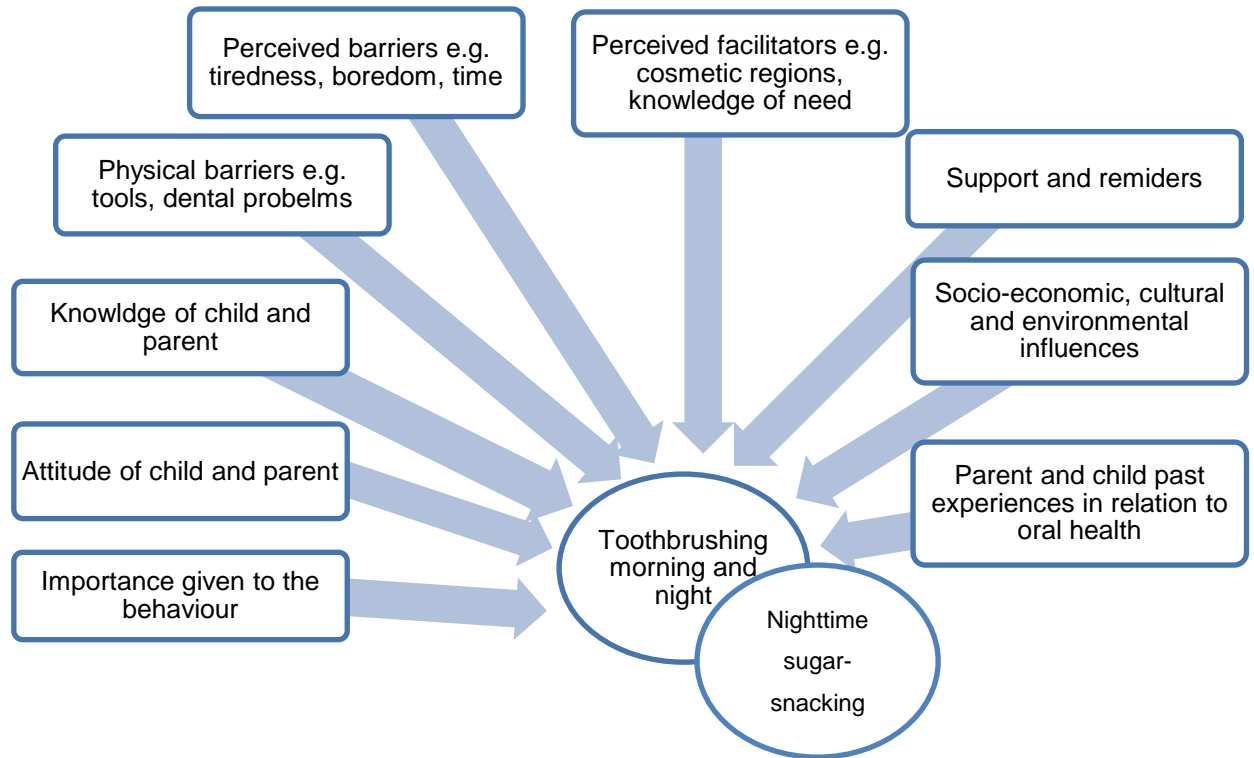 Perceived barriers e.g.
tiredness, boredom, time
Perceived facilitators e.g.
cosmetic regions,
knowledge of need
Physical barriers e.g.
tools, dental probelms
Support and remiders
Knowldge of child and
parent
Socio-economic, cultural
and environmental
influences
Attitude of child and parent
Parent and child past
experiences in relation to
oral health
Importance given to the
behaviour
Toothbrushing
morning and
night
Nighttime
sugar-
snacking